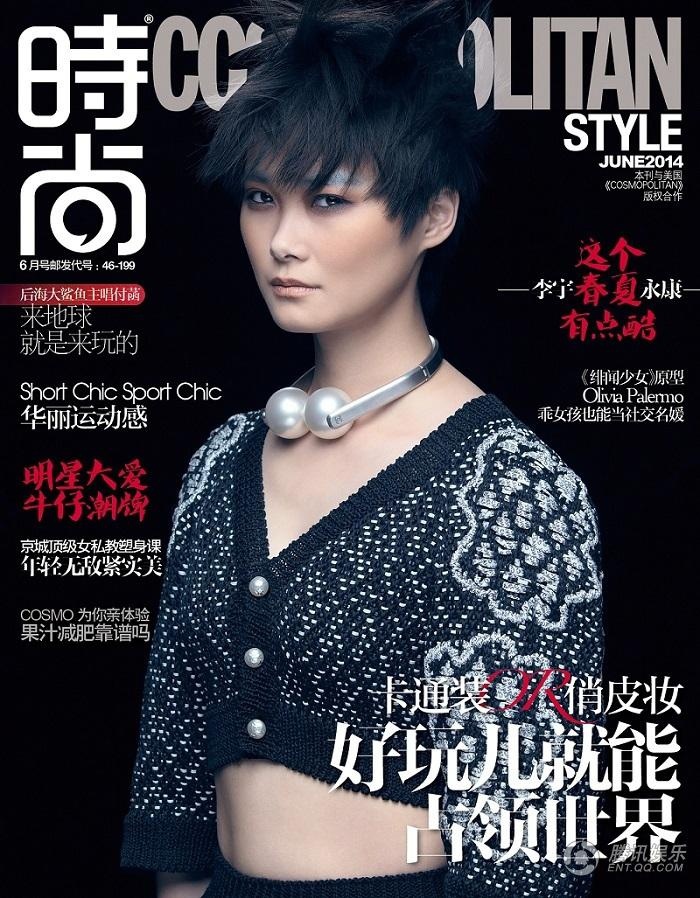 時尚®
COSMOPOLITAN
STYLE
JUNE2014
本刊与美国
《COSMOPOLITAN》
版权合作
6月号邮发代号：46-199
后海大鲨鱼主唱付菡
来地球
就是来玩的
Short Chic Sport Chic
华丽运动感
明星大爱
牛仔潮牌
京城顶级女私教塑身课
年轻无敌紧实美
COSMO 为你亲体验
果汁减肥靠谱吗
这个
李宇春夏永康
有点酷
《绯闻少女》原型
Olivia Palermo
乖女孩也能当社交名媛
卡通装OR俏皮妆
好玩儿就能
占领世界
腾讯娱乐
ENT.QQ.COM